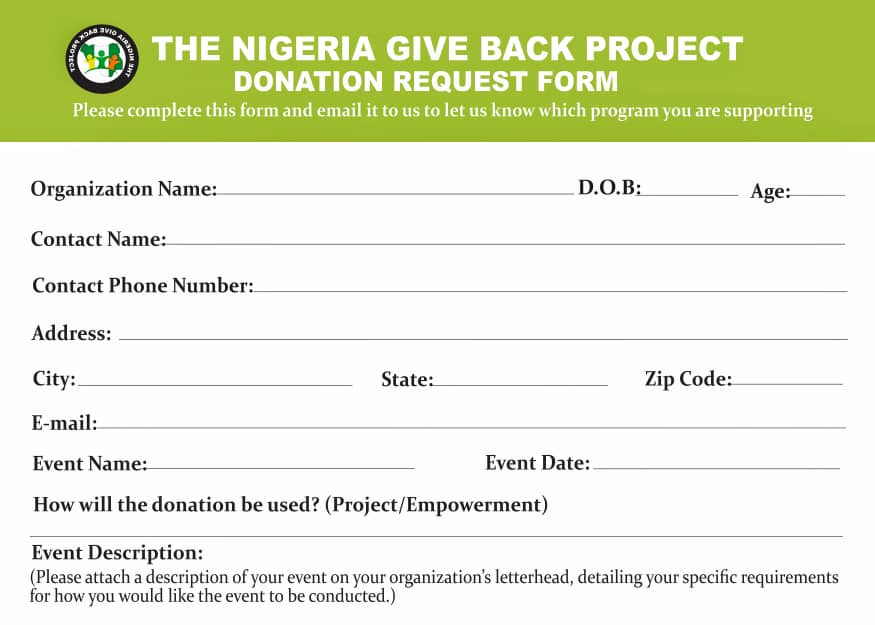 THE NIGERIA GIVE BACK PROJECT
THE NIGERIA GIVE BACK PROJECT
DONATION REQUEST FORM
Please complete this form and email it to us to let us know which program you are supporting
Organization Name: D.O.B: Age:
Contact Name:
Contact Phone Number:
Address:
City: State: Zip Code:
E-mail:
Event Name: Event Date:
How will the donation be used? (Project/Empowerment)
Event Description:
(Please attach a description of your event on your organization's letterhead, detailing your specific requirements
for how you would like the event to be conducted.)